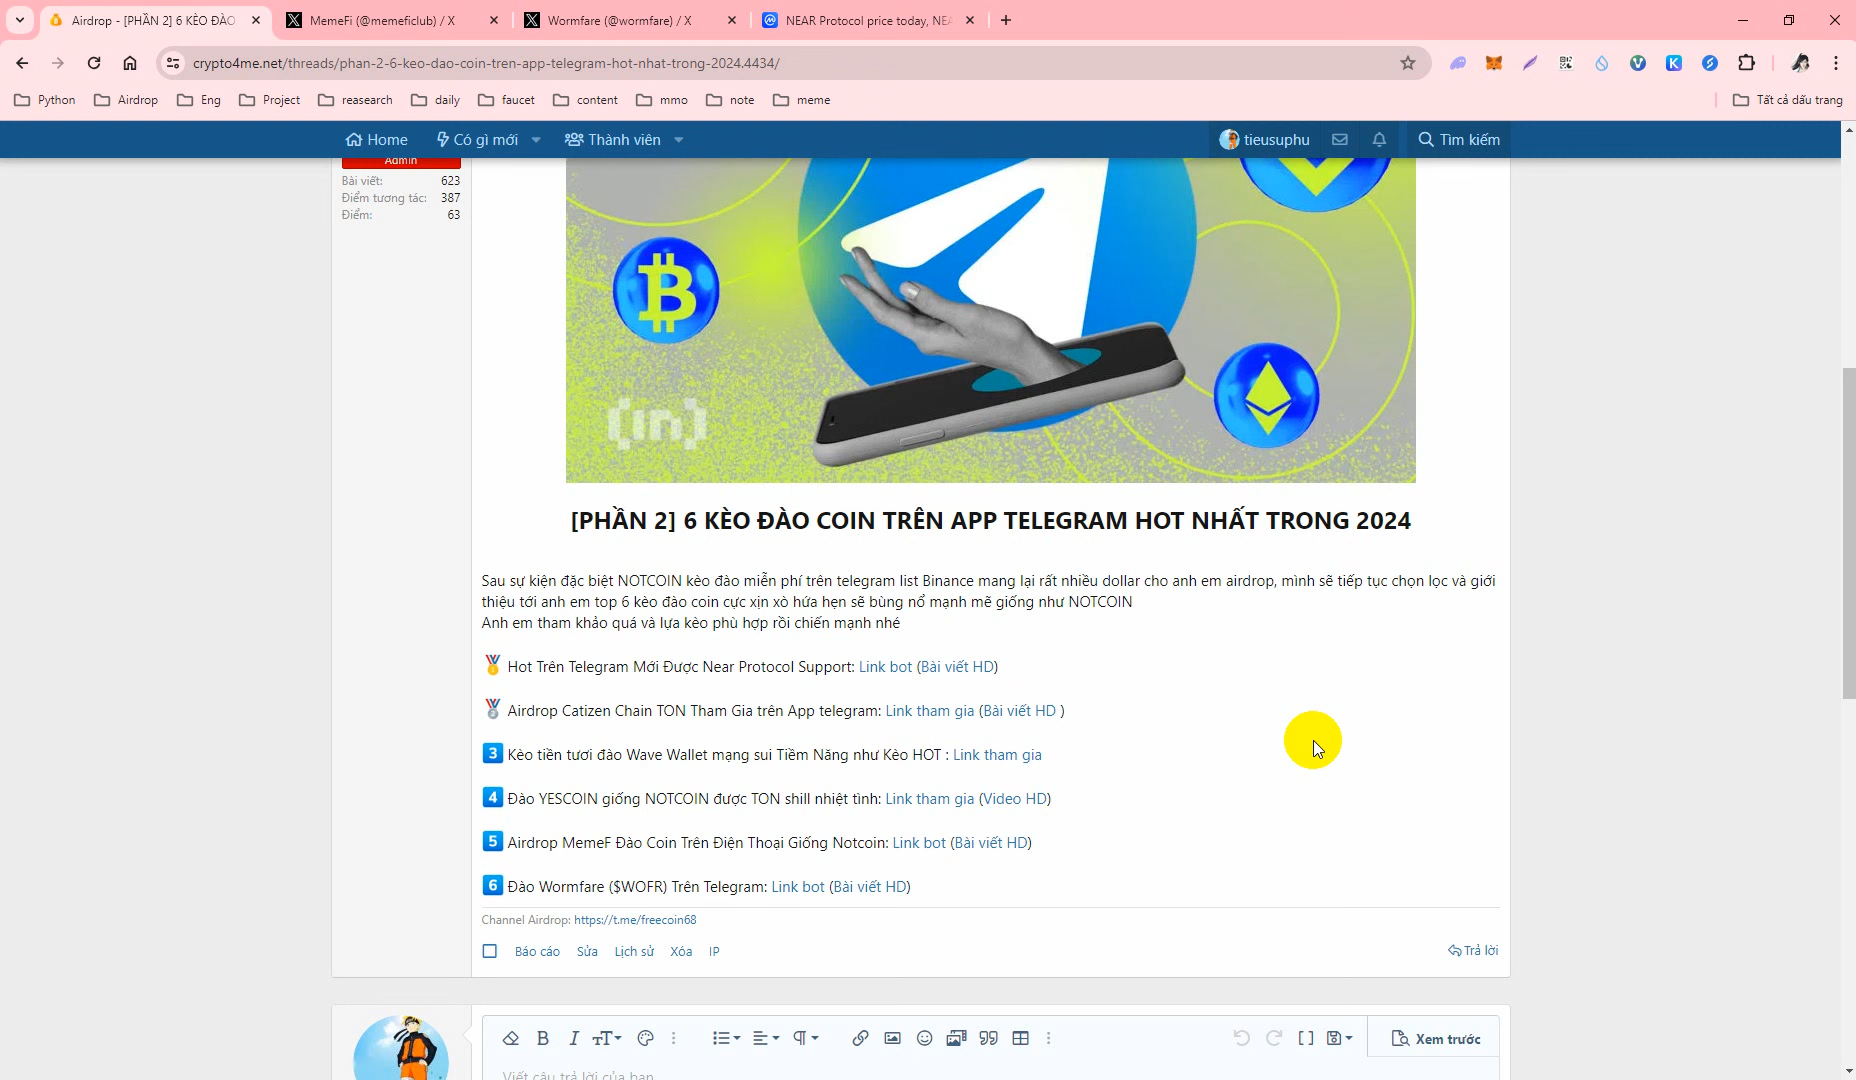 Airdrop - [PHẦN 2] 6 KÈO ĐÀO
MemeFi (@memeficlub) / X
Wormfare (@wormfare) / X
NEAR Protocol price today, NEA
crypto4me.net/threads/phan-2-6-keo-dao-coin-tren-app-telegram-hot-nhat-trong-2024.4434/
Python
Airdrop
Eng
Project
reasearch
daily
faucet
content
mmo
note
meme
Tất cả dấu trang
Home
Có gì mới
Thành viên
tieusuphu
Tìm kiếm
Admin
Bài viết: 623
Điểm tương tác: 387
Điểm: 63
[in]
[PHẦN 2] 6 KÈO ĐÀO COIN TRÊN APP TELEGRAM HOT NHẤT TRONG 2024
Sau sự kiện đặc biệt NOTCOIN kèo đào miễn phí trên telegram list Binance mang lại rất nhiều dollar cho anh em airdrop, mình sẽ tiếp tục chọn lọc và giới
thiệu tới anh em top 6 kèo đào coin cực xịn xò hứa hẹn sẽ bùng nổ mạnh mẽ giống như NOTCOIN
Anh em tham khảo quá và lựa kèo phù hợp rồi chiến mạnh nhé
Hot Trên Telegram Mới Được Near Protocol Support: Link bot (Bài viết HD)
Airdrop Catizen Chain TON Tham Gia trên App telegram: Link tham gia (Bài viết HD )
3 Kèo tiền tươi đào Wave Wallet mạng sui Tiềm Năng như Kèo HOT : Link tham gia
4 Đào YESCOIN giống NOTCOIN được TON shill nhiệt tình: Link tham gia (Video HD)
5 Airdrop MemeF Đào Coin Trên Điện Thoại Giống Notcoin: Link bot (Bài viết HD)
6 Đào Wormfare ($WOFR) Trên Telegram: Link bot (Bài viết HD)
Channel Airdrop: https://t.me/freecoin68
Báo cáo Sửa Lịch sử Xóa IP
Trả lời
Xem trước
Viết câu trả lời của bạn